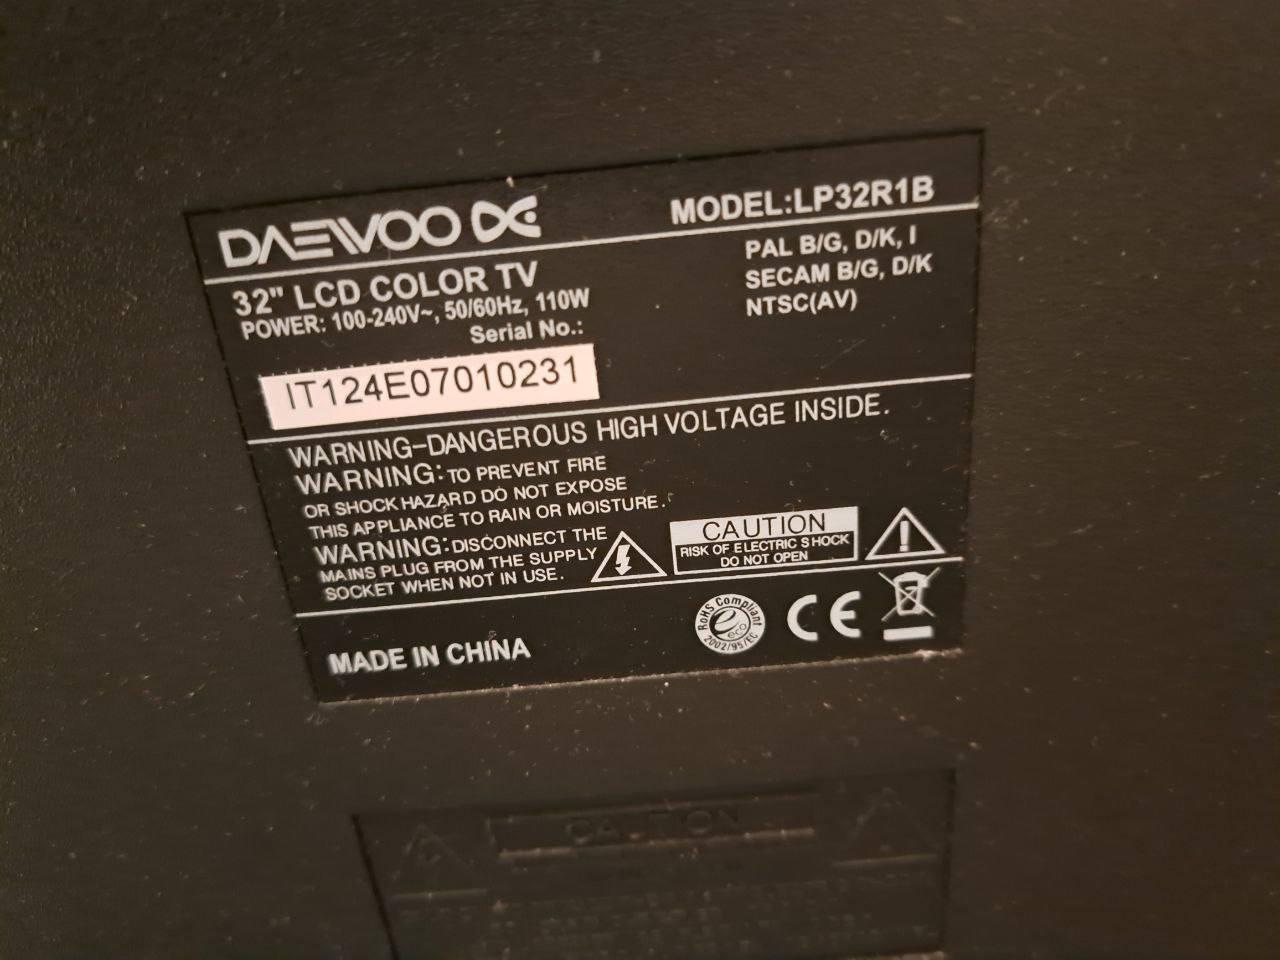 DAEWOO
MODEL:LP32R1B
32" LCD COLOR TV
POWER: 100-240V~, 50/60Hz, 110W
Serial No.:
IT124E07010231
PAL B/G, D/K, I
SECAM B/G, D/K
NTSC(AV)
WARNING-DANGEROUS HIGH VOLTAGE INSIDE.
WARNING: TO PREVENT FIRE
OR SHOCK HAZARD DO NOT EXPOSE
THIS APPLIANCE TO RAIN OR MOISTURE.
WARNING: DISCONNECT THE
MAINS PLUG FROM THE SUPPLY
SOCKET WHEN NOT IN USE.
CAUTION
RISK OF ELECTRIC SHOCK
DO NOT OPEN
MADE IN CHINA
RoHS Compliant
e
eco
2002/95/EC
CE
CAUTION